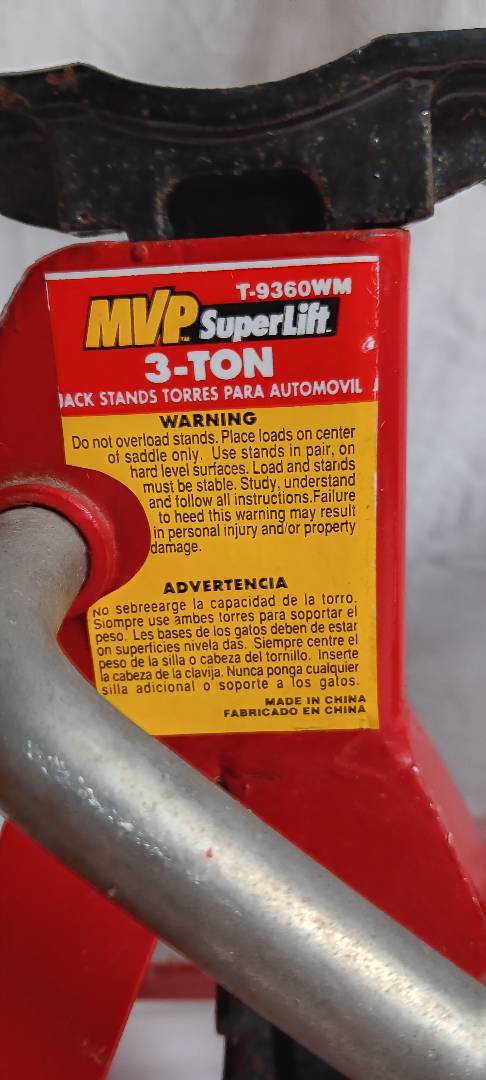 T-9360WM
MVP SuperLift
3-TON
JACK STANDS TORRES PARA AUTOMOVIL
WARNING
Do not overload stands. Place loads on center
of saddle only. Use stands in pair, on
hard level surfaces. Load and stands
must be stable. Study, understand
and follow all instructions.Failure
to heed this warning may result
in personal injury and/or property
damage.
ADVERTENCIA
No sebreearge la capacidad de la torro.
Siompre use ambes torres para soportar el
peso. Les bases de los gatos deben de estar
on superficies nivela das. Siempre centre el
peso de la silla o cabeza del tornillo. Inserte
la cabeza de la clavija. Nunca ponga cualquier
silla adicional o soporte a los gatos.
MADE IN CHINA
FABRICADO EN CHINA